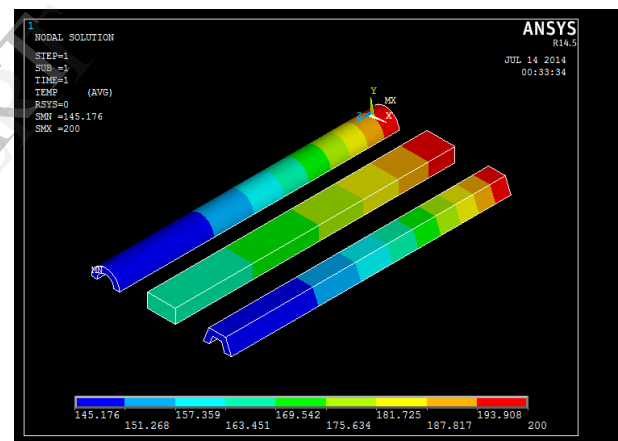 1
NODAL SOLUTION
ANSYS
R14.5
STEP=1
SUB =1
TIME=1
TEMP (AVG)
RSYS=0
SMN =145.176
SMX =200
JUL 14 2014
00:33:34
Y
MX
Z X
MN
145.176 157.359 169.542 181.725 193.908
151.268 163.451 175.634 187.817 200